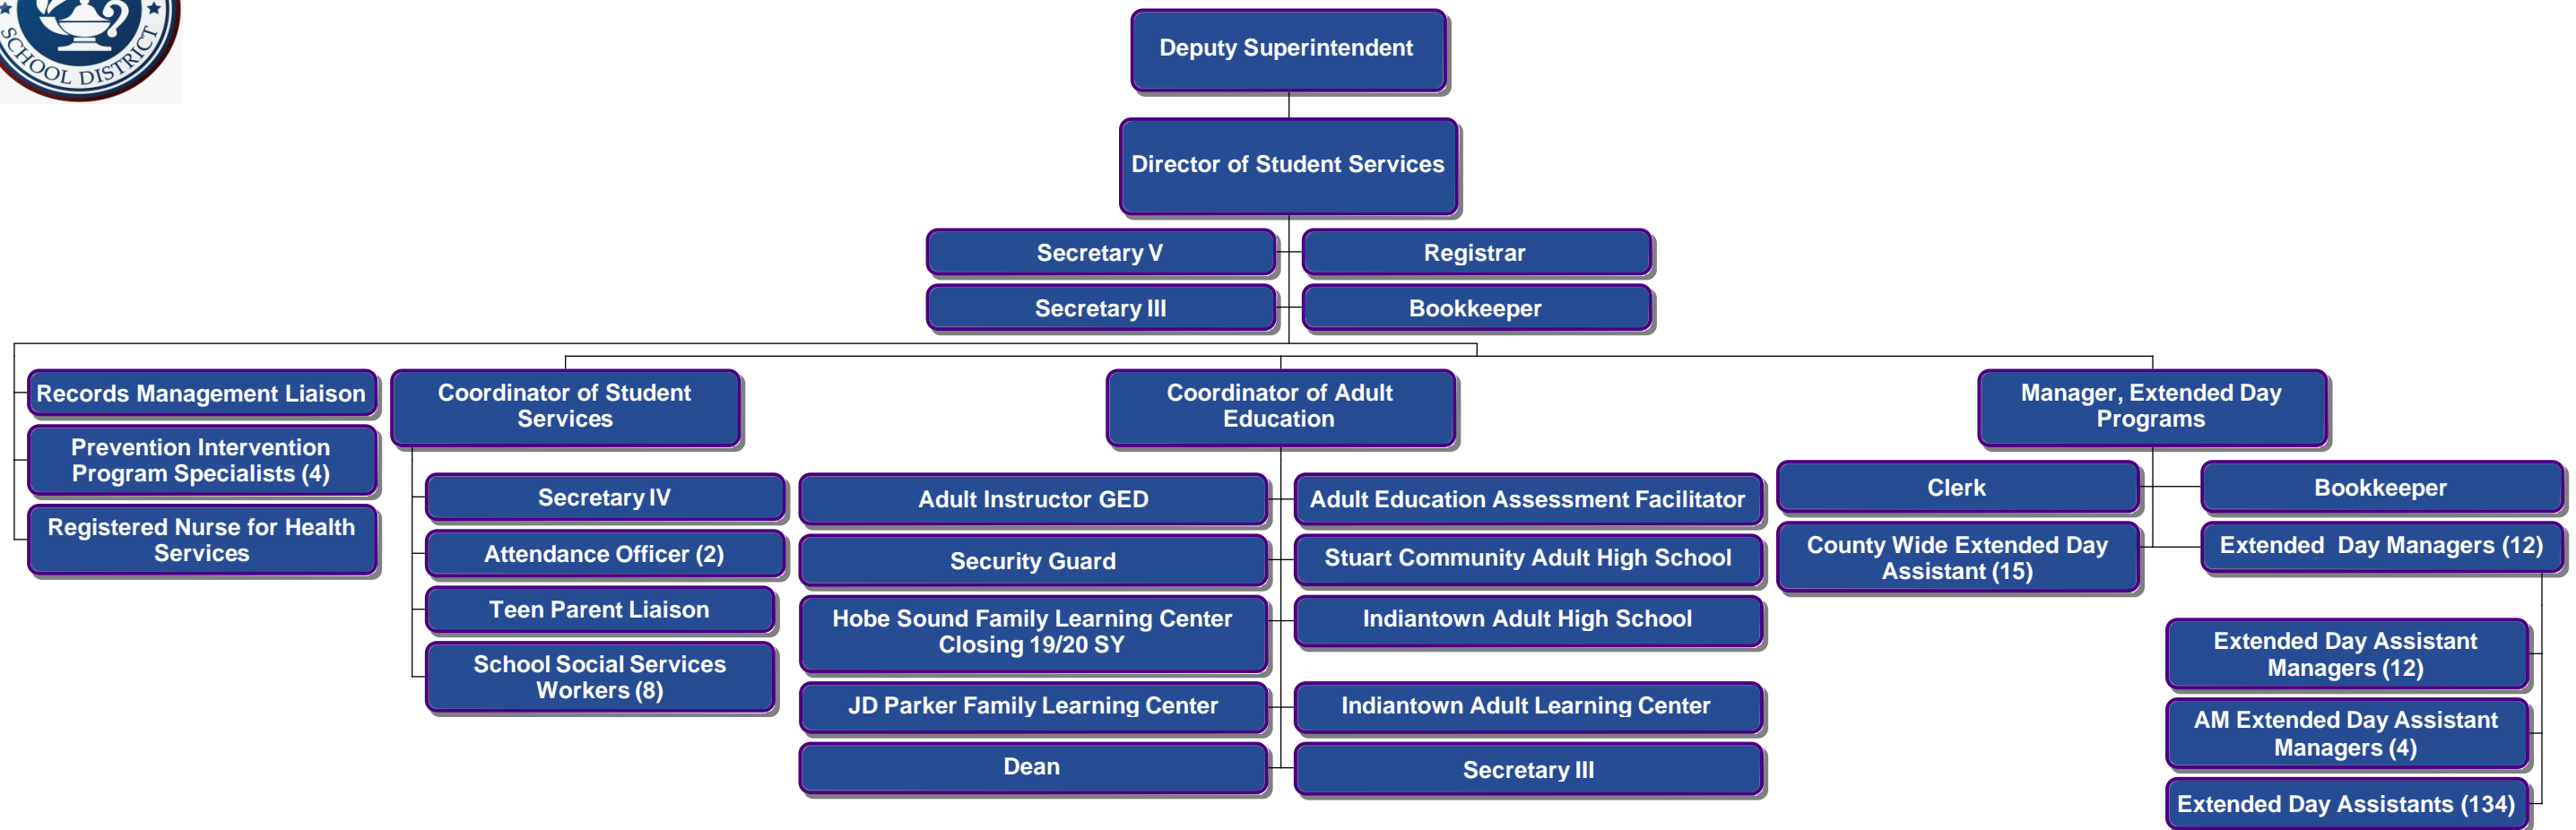 SCHOOL DISTRICT
Deputy Superintendent
Director of Student Services
Secretary V
Registrar
Secretary III
Bookkeeper
Records Management Liaison
Prevention Intervention
Program Specialists (4)
Registered Nurse for Health
Services
Coordinator of Student
Services
Secretary IV
Attendance Officer (2)
Teen Parent Liaison
School Social Services
Workers (8)
Coordinator of Adult
Education
Adult Instructor GED
Adult Education Assessment Facilitator
Security Guard
Stuart Community Adult High School
Hobe Sound Family Learning Center
Closing 19/20 SY
Indiantown Adult High School
JD Parker Family Learning Center
Indiantown Adult Learning Center
Dean
Secretary III
Manager, Extended Day
Programs
Clerk
Bookkeeper
County Wide Extended Day
Assistant (15)
Extended  Day Managers (12)
Extended Day Assistant
Managers (12)
AM Extended Day Assistant
Managers (4)
Extended Day Assistants (134)